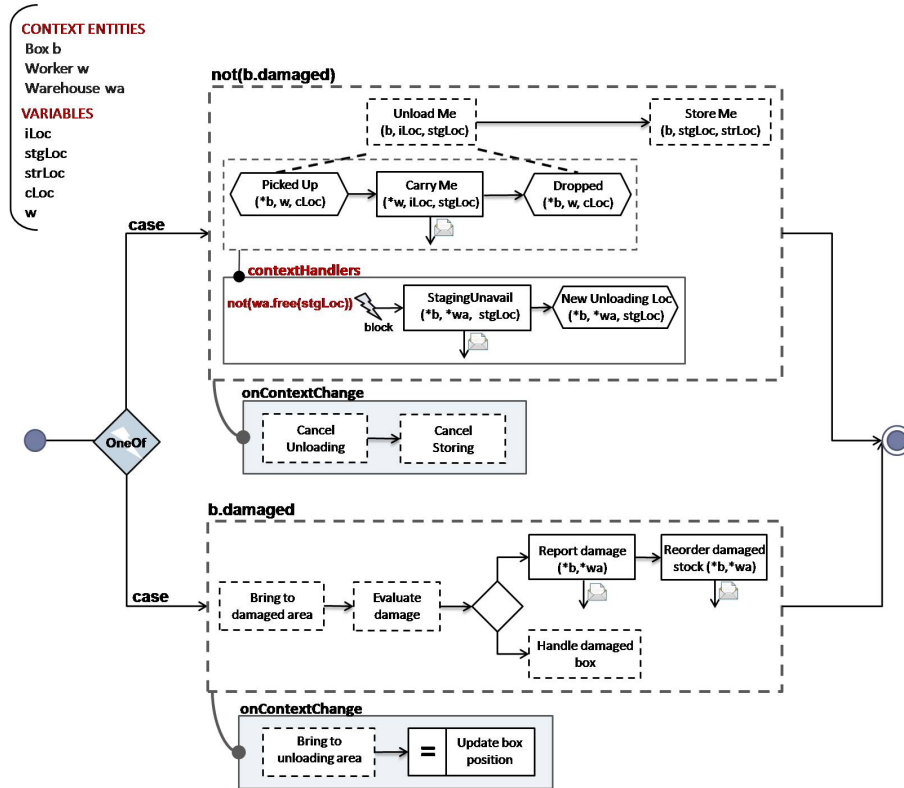 CONTEXT ENTITIES
Box b
Worker w
Warehouse wa
VARIABLES
iLoc
stgLoc
strLoc
cLoc
w
case
OneOf
case
not(b.damaged)
Unload Me
(b, iLoc, stgLoc)
Store Me
(b, stgLoc, strLoc)
Picked Up
(*b, w, cLoc)
Carry Me
(*w, iLoc, stgLoc)
Dropped
(*b, w, cLoc)
contextHandlers
not(wa.free(stgLoc))
block
StagingUnavail
(*b, *wa, stgLoc)
New Unloading Loc
(*b, *wa, stgLoc)
onContextChange
Cancel
Unloading
Cancel
Storing
b.damaged
Bring to
damaged area
Evaluate
damage
Report damage
(*b,*wa)
Reorder damaged
stock (*b,*wa)
Handle damaged
box
onContextChange
Bring to
unloading area
=
Update box
position